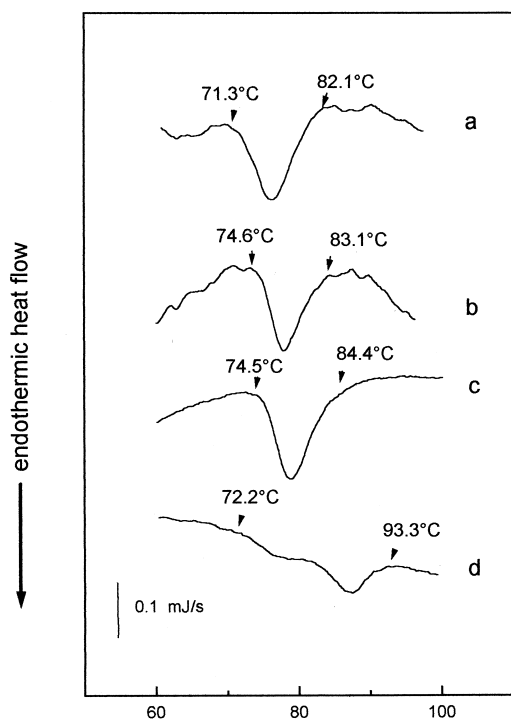 82.1°C
71.3°C
a
74.6°C
83.1°C
b
84.4°C
74.5°C
c
72.2°C
93.3°C
d
endothermic heat flow
0.1 mJ/s
60 80 100